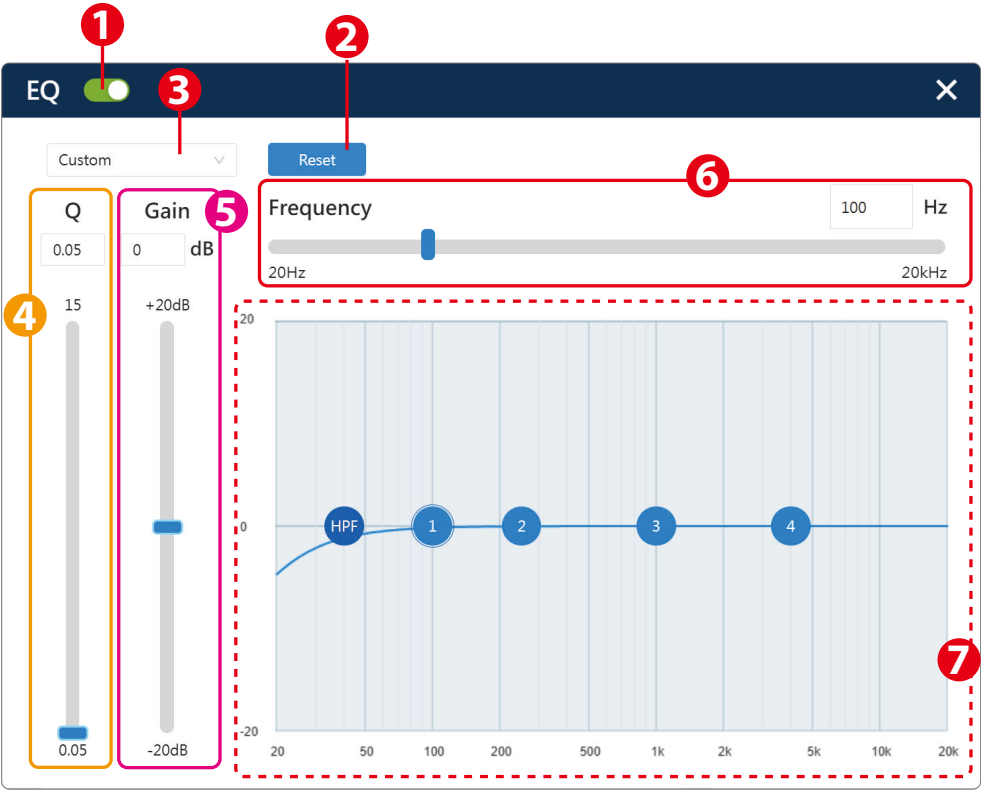 1
2
EQ
3
Custom
Reset
6
Q
Gain
5
Frequency
100
Hz
0.05
0
dB
20Hz
20kHz
4
15
+20dB
20
0
HPF
1
2
3
4
7
-20
0.05
-20dB
20
50
100
200
500
1k
2k
5k
10k
20k